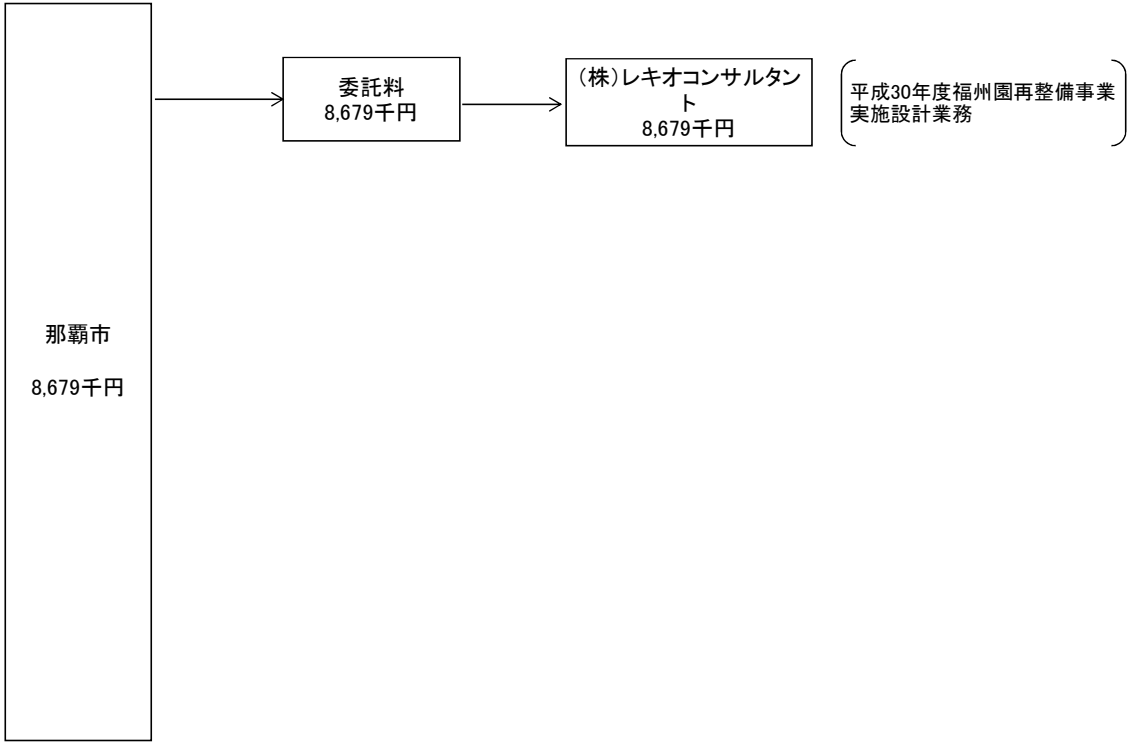 那覇市
8,679千円
委託料
8,679千円
（株）レキオコンサルタン
ト
8,679千円
平成30年度福州園再整備事業
実施設計業務